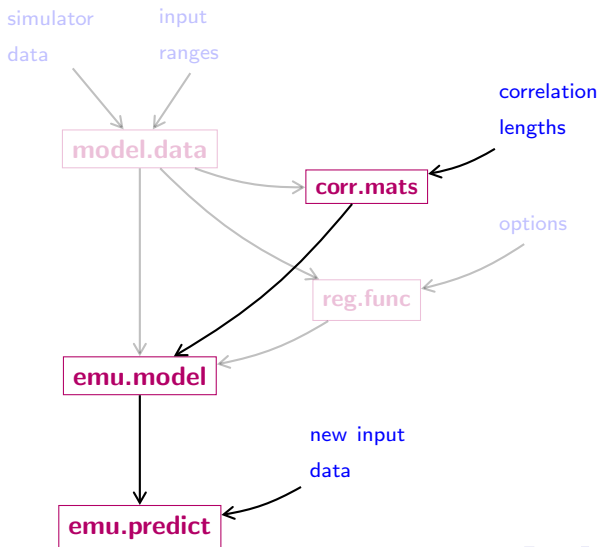 simulator
data
input
ranges
correlation
lengths
model.data
corr.mats
options
reg.func
emu.model
new input
data
emu.predict